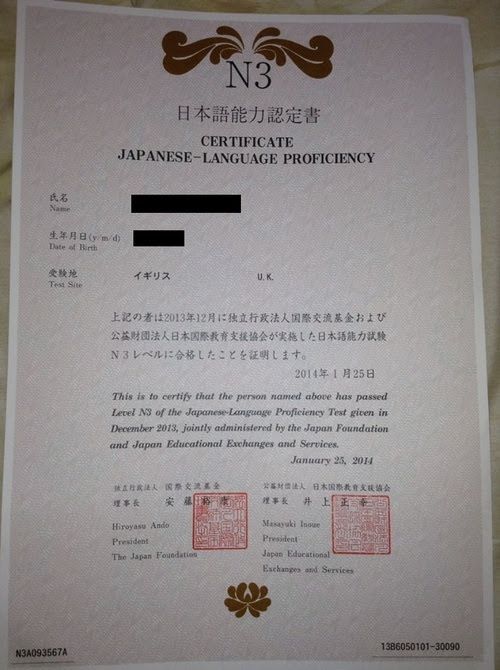 N3
日本語能力認定書
CERTIFICATE
JAPANESE-LANGUAGE PROFICIENCY
氏名
Name
生年月日(y/m/d)
Date of Birth
受験地 イギリス U.K.
Test Site
上記の者は2013年12月に独立行政法人国際交流基金および
公益財団法人日本国際教育支援協会が実施した日本語能力試験
N3レベルに合格したことを証明します。
2014年1月25日
This is to certify that the person named above has passed
Level N3 of the Japanese-Language Proficiency Test given in
December 2013, jointly administered by the Japan Foundation
and Japan Educational Exchanges and Services.
January 25, 2014
独立行政法人 国際交流基金
理事長 安藤裕康
Hiroyasu Ando
President
The Japan Foundation
公益財団法人 日本国際教育支援協会
理事長 井上正幸
Masayuki Inoue
President
Japan Educational
Exchanges and Services
N3A093567A
13B6050101-30090